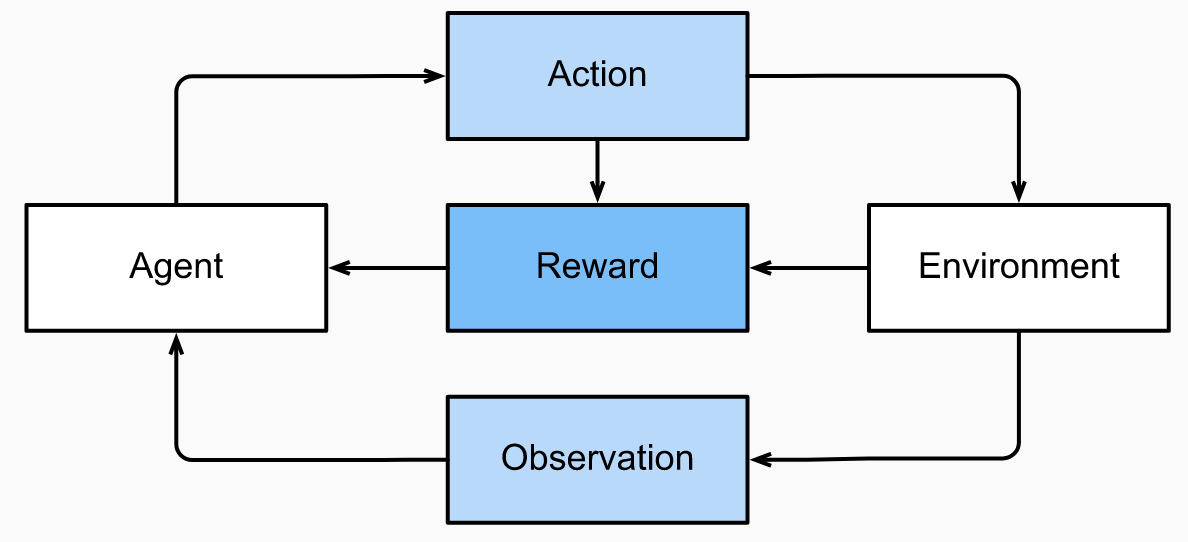 Action
Agent
Reward
Environment
Observation